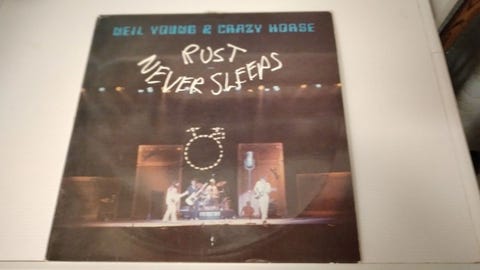 NEIL YOUNG & CRAZY HORSE
RUST
NEVER SLEEPS